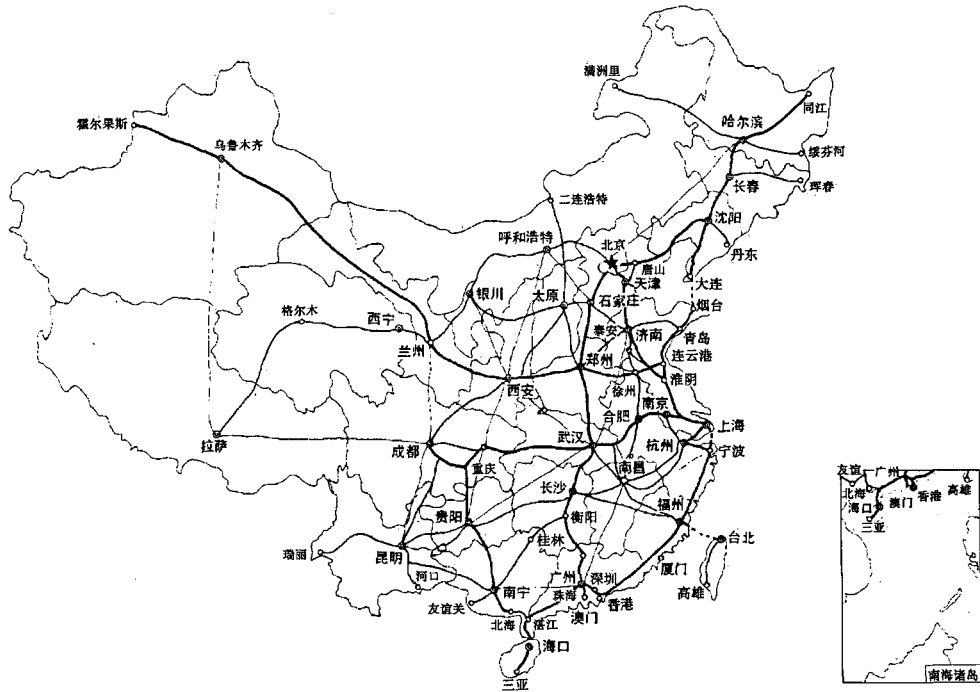 满洲里
同江
霍尔果斯
哈尔滨
乌鲁木齐
绥芬河
长春
珲春
二连浩特
沈阳
呼和浩特
北京
丹东
唐山
天津
大连
银川
太原
石家庄
烟台
格尔木
西宁
泰安
济南
青岛
兰州
连云港
郑州
西安
徐州
淮阴
南京
合肥
上海
拉萨
成都
武汉
杭州
宁波
重庆
南昌
长沙
贵阳
衡阳
福州
台北
瑞丽
昆明
桂林
厦门
河口
南宁
广州
深圳
珠海
香港
高雄
友谊关
北海
湛江
澳门
海口
三亚
友谊
广州
北海
香港
高雄
海口
澳门
三亚
南海诸岛